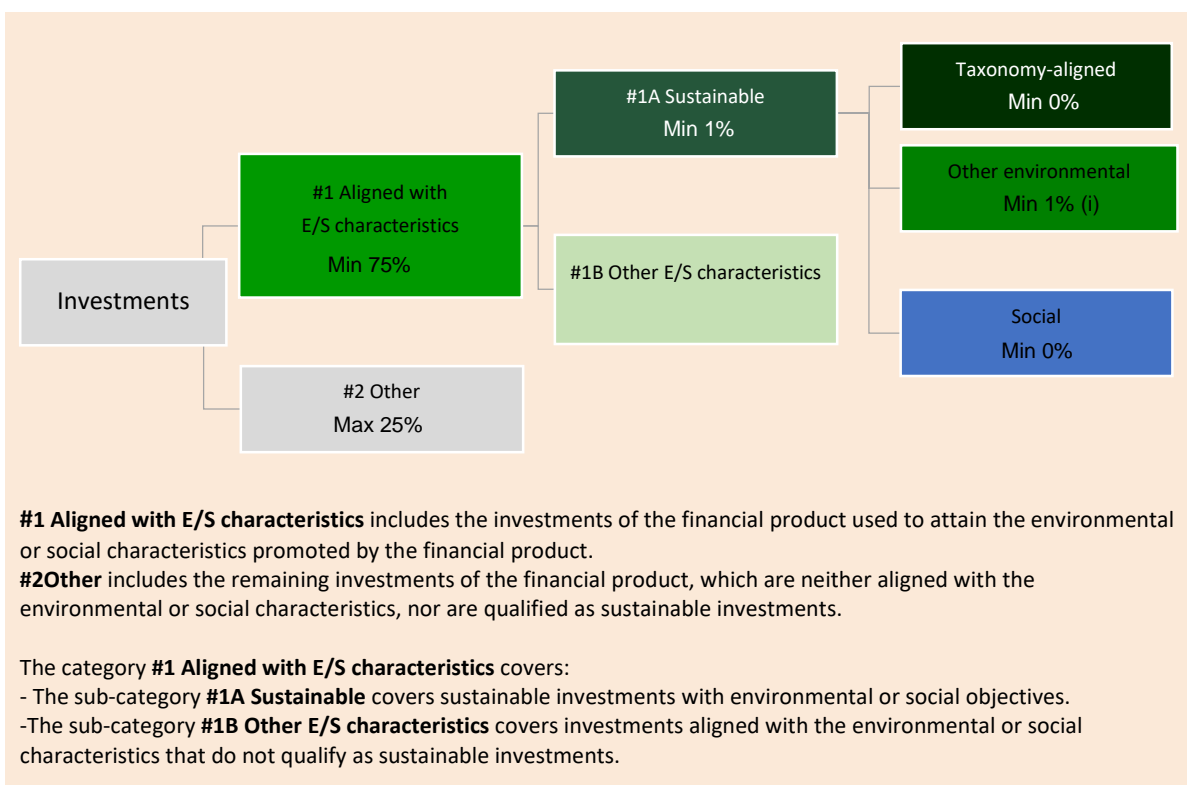 Investments
#1 Aligned with
E/S characteristics
Min 75%
#2 Other
Max 25%
#1A Sustainable
Min 1%
#1B Other E/S characteristics
Taxonomy-aligned
Min 0%
Other environmental
Min 1% (i)
Social
Min 0%
#1 Aligned with E/S characteristics includes the investments of the financial product used to attain the environmental
or social characteristics promoted by the financial product.
#2Other includes the remaining investments of the financial product, which are neither aligned with the
environmental or social characteristics, nor are qualified as sustainable investments.
The category #1 Aligned with E/S characteristics covers:
- The sub-category #1A Sustainable covers sustainable investments with environmental or social objectives.
-The sub-category #1B Other E/S characteristics covers investments aligned with the environmental or social
characteristics that do not qualify as sustainable investments.